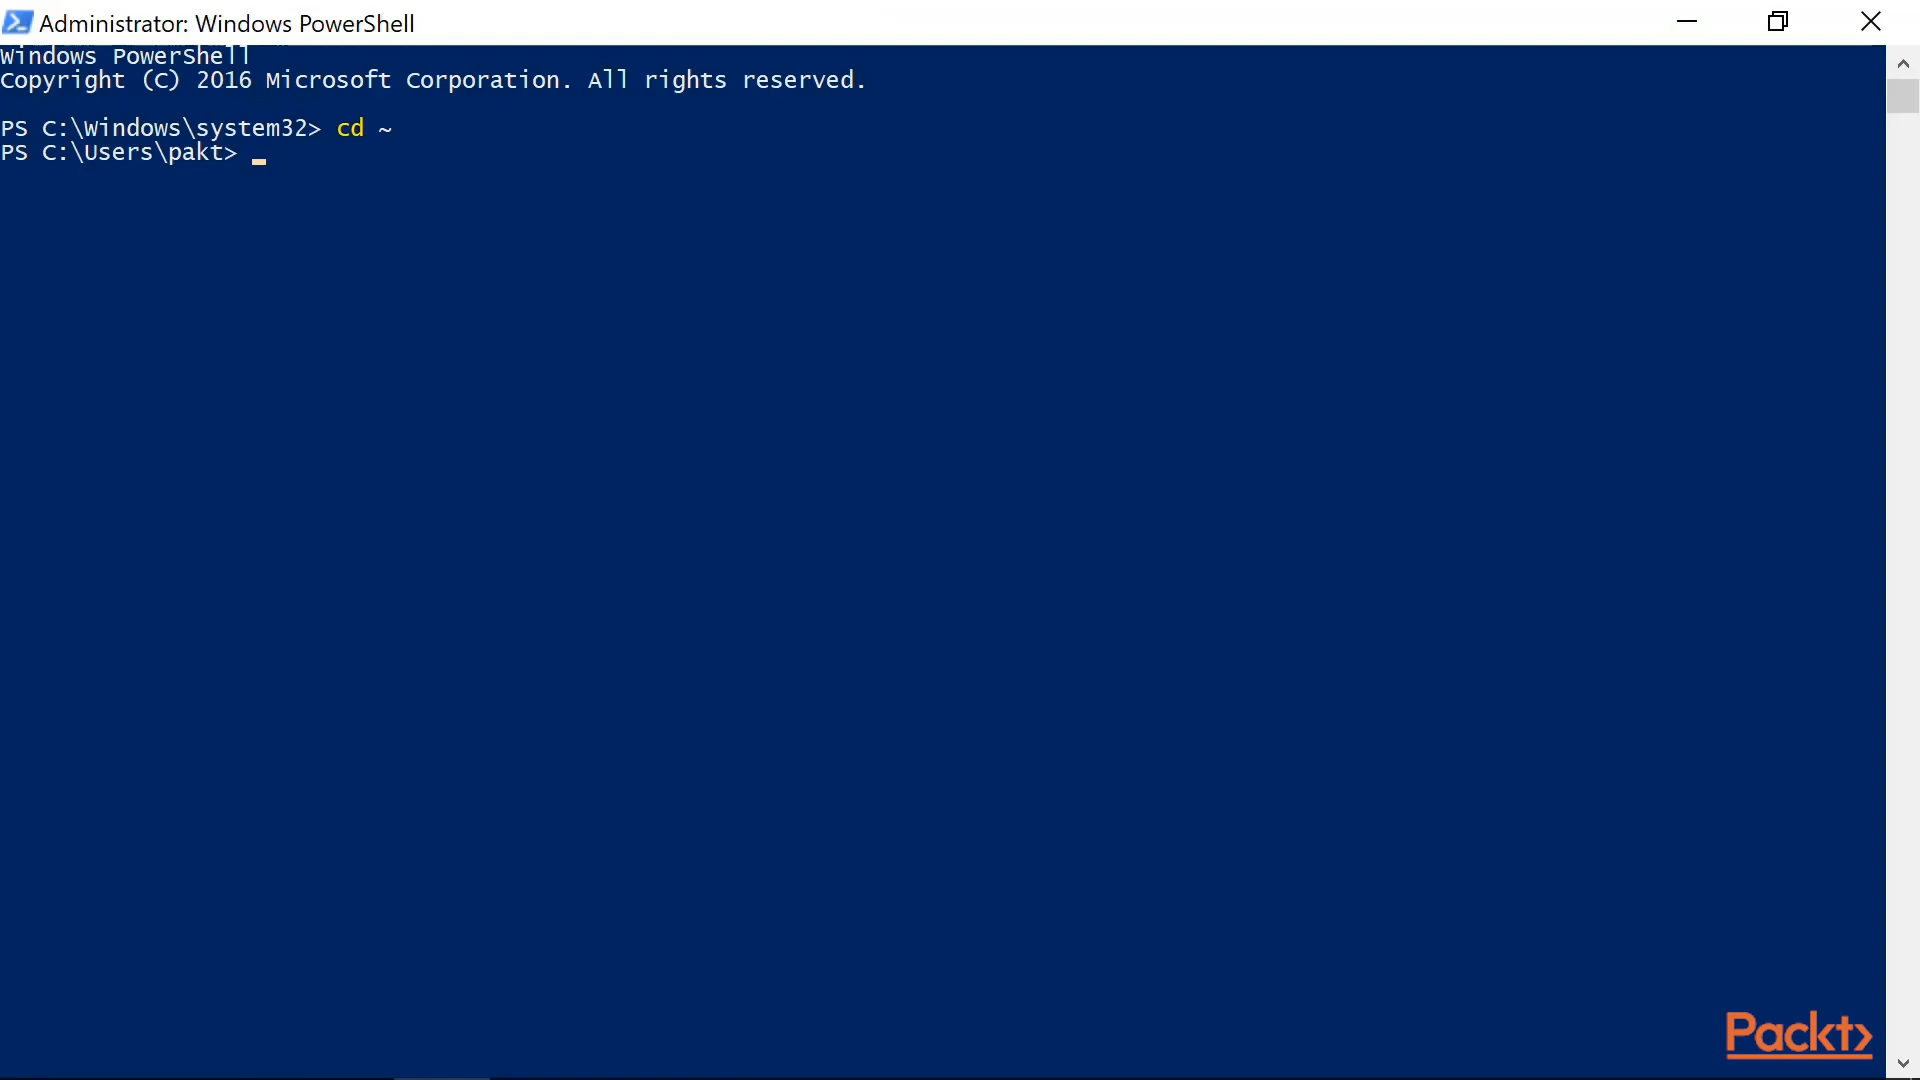 Administrator: Windows PowerShell
Windows PowerShell
Copyright (C) 2016 Microsoft Corporation. All rights reserved.
PS C:\Windows\system32> cd ~
PS C:\Users\pakt> _
Packt>